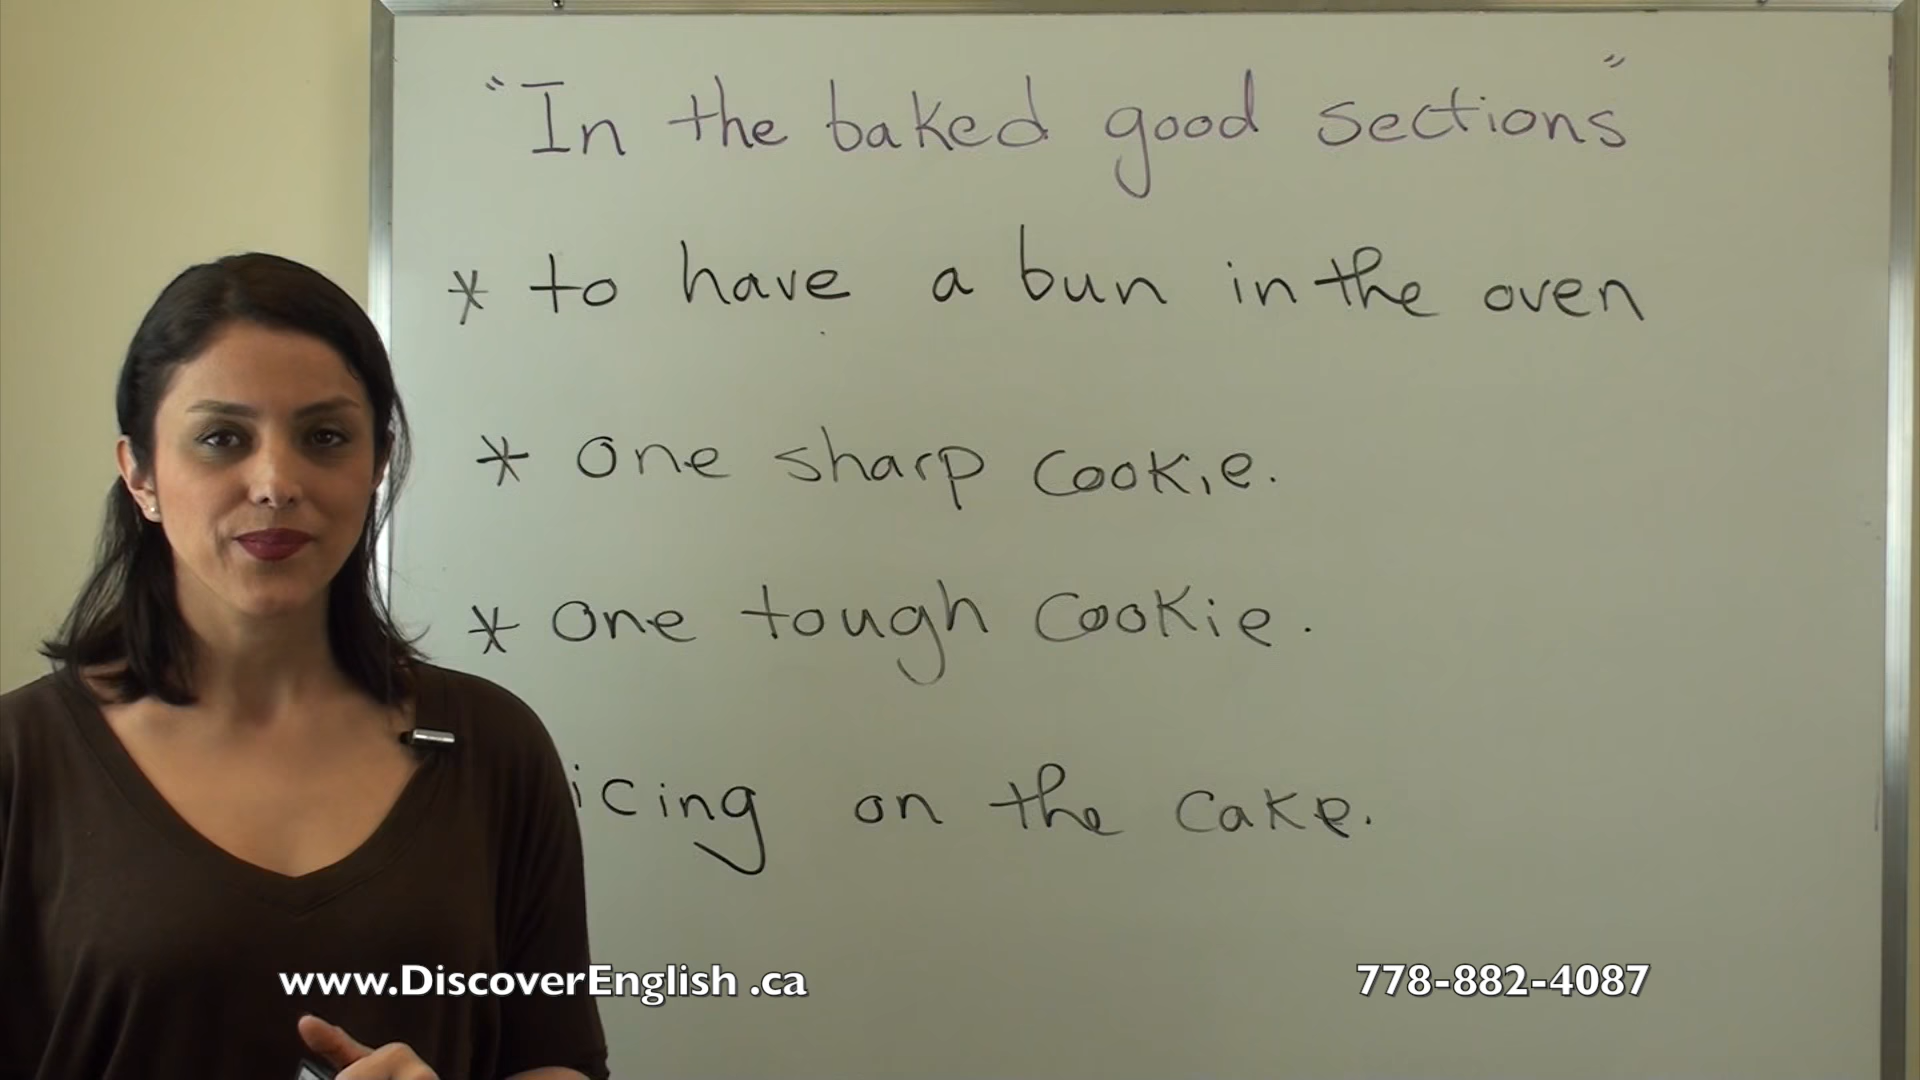 "In the baked good sections"
* to have a bun in the oven
* one sharp cookie.
* one tough cookie.
icing on the cake.
www.DiscoverEnglish .ca
778-882-4087